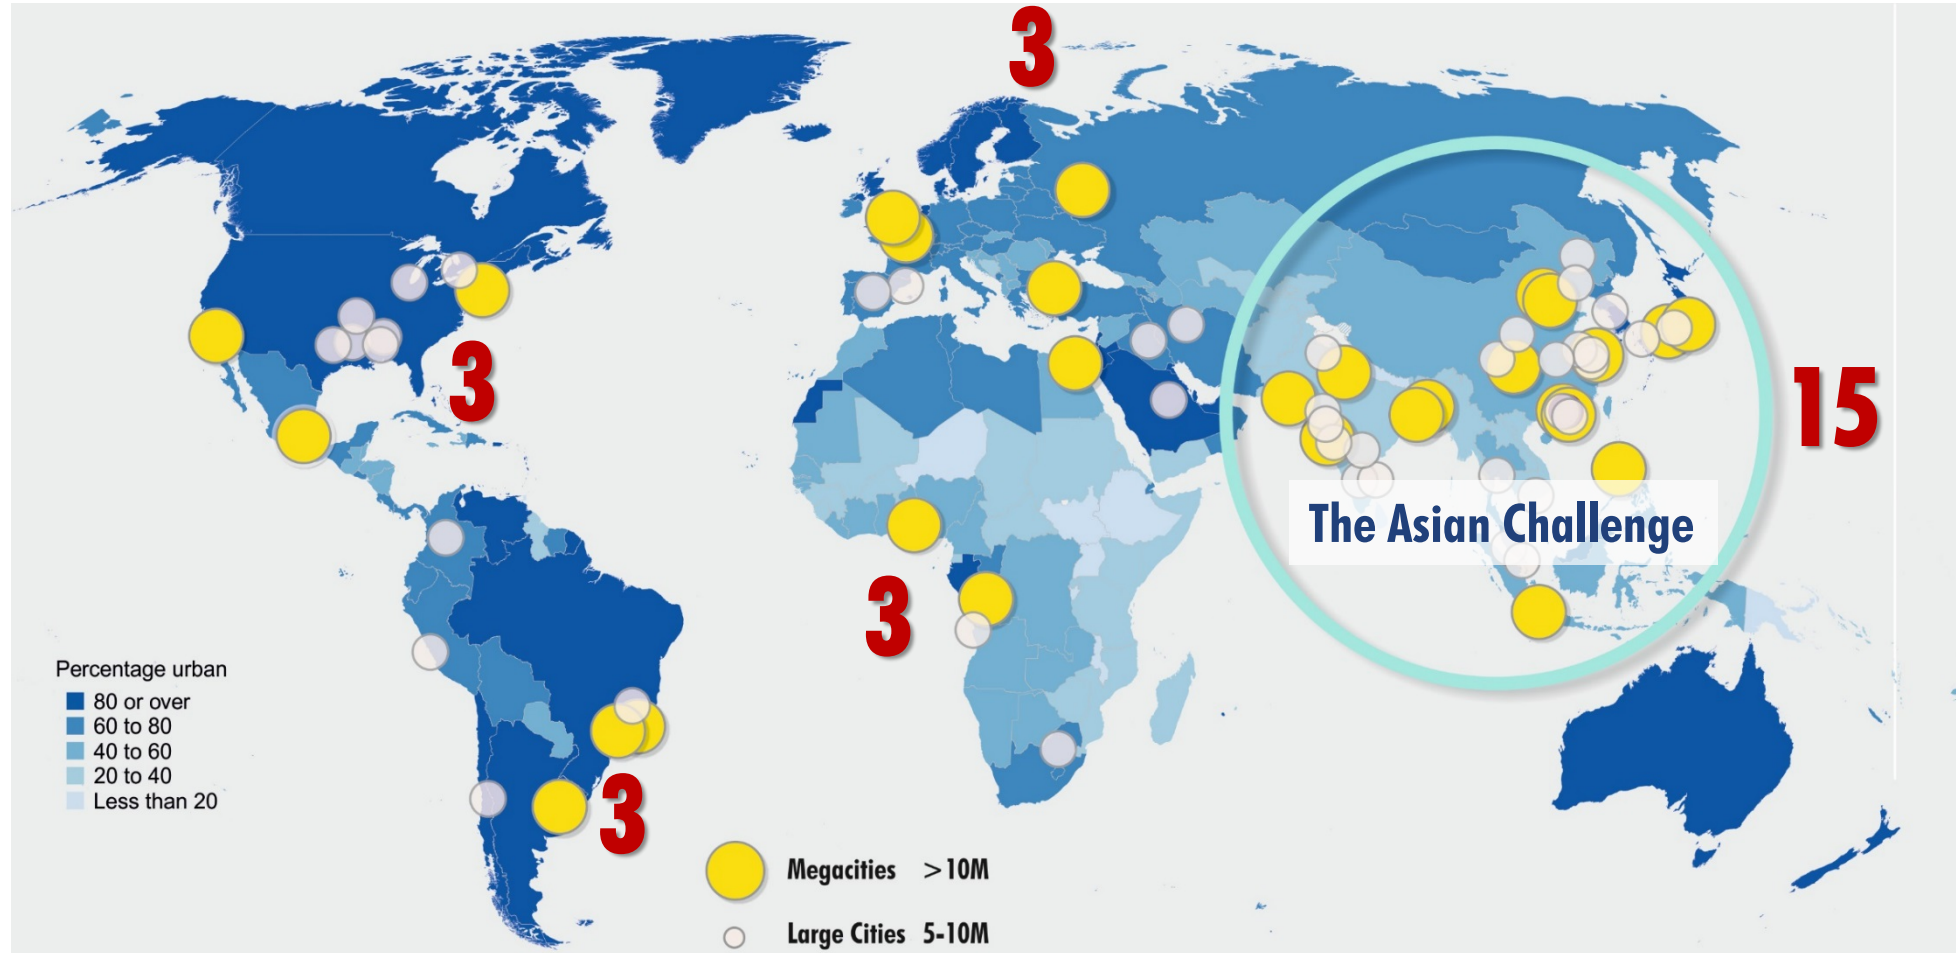 3
3
15
The Asian Challenge
3
3
Percentage urban
80 or over
60 to 80
40 to 60
20 to 40
Less than 20
Megacities >10M
Large Cities 5-10M